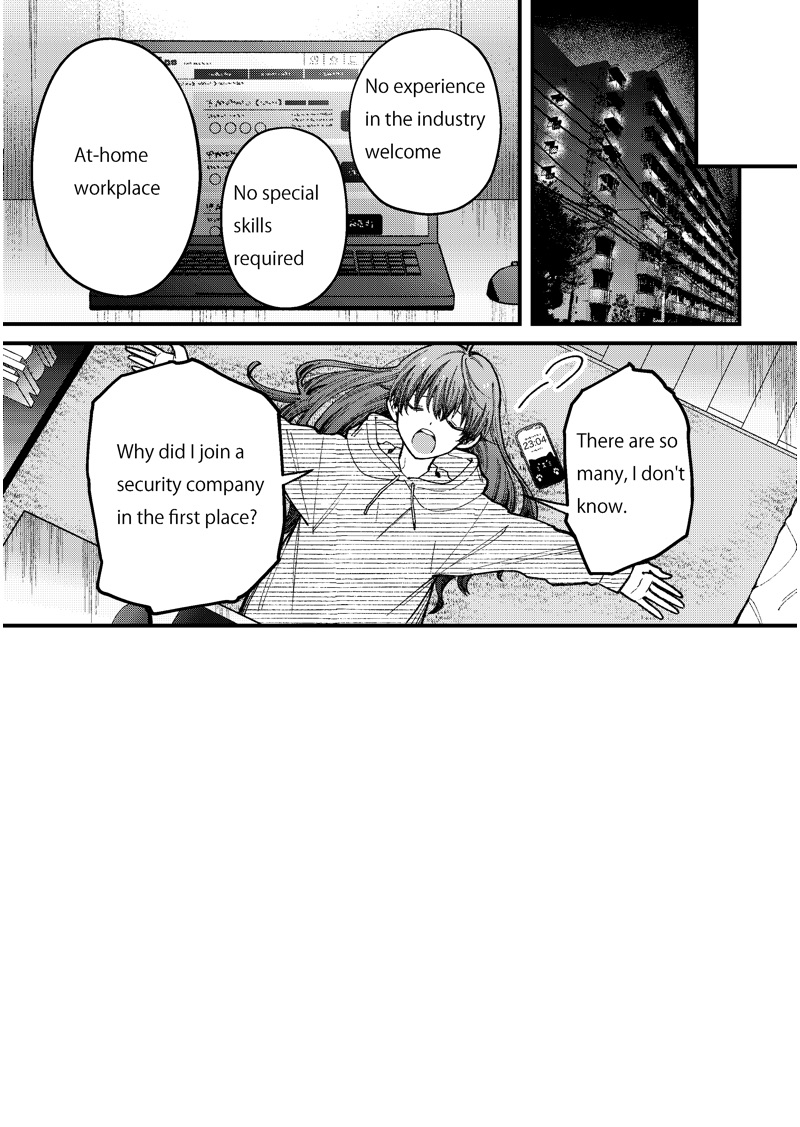 No experience
in the industry
welcome
No special
skills
required
At-home
workplace
There are so
many, I don't
know.
23:04
Why did I join a
security company
in the first place?